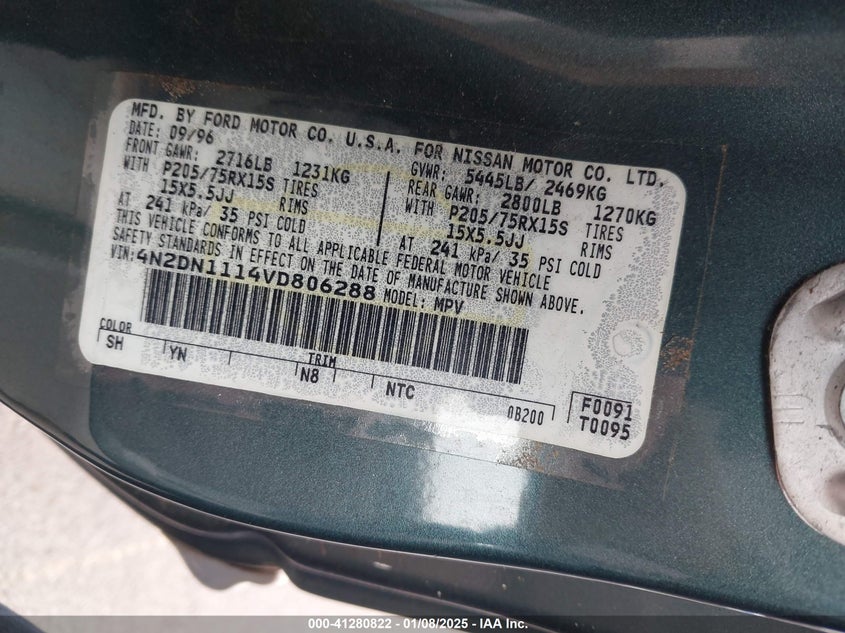 MFD. BY FORD MOTOR CO. U.S.A. FOR NISSAN MOTOR CO. LTD.
DATE: 09/96 GVWR: 5445LB/ 2469KG
FRONT GAWR: 2716LB 1231KG REAR GAWR: 2800LB 1270KG
WITH P205/75RX15S TIRES WITH P205/75RX15S TIRES
15X5.5JJ RIMS 15X5.5JJ RIMS
AT 241 kPa/ 35 PSI COLD AT 241 kPa/ 35 PSI COLD
THIS VEHICLE CONFORMS TO ALL APPLICABLE FEDERAL MOTOR VEHICLE
SAFETY STANDARDS IN EFFECT ON THE DATE OF MANUFACTURE SHOWN ABOVE.
VIN: 4N2DN1114VD806288 MODEL: MPV
COLOR
SH YN TRIM N8 NTC 0B200
F0091
T0095
000-41280822 - 01/08/2025 - IAA Inc.